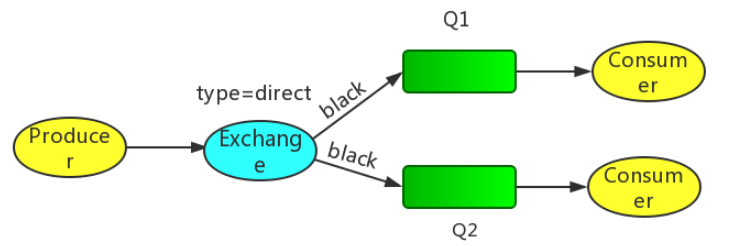 Q1
Consum
er
type=direct
black
Produce
r
Exchang
e
black
Consum
er
Q2